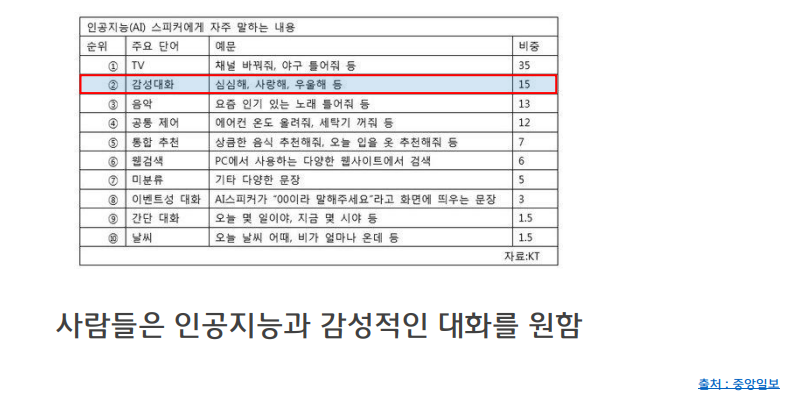 인공지능(AI) 스피커에게 자주 말하는 내용
순위 주요 단어 예문 비중
① TV 채널 바꿔줘, 야구 틀어줘 등 35
② 감성대화 심심해, 사랑해, 우울해 등 15
③ 음악 요즘 인기 있는 노래 틀어줘 등 13
④ 공통 제어 에어컨 온도 올려줘, 세탁기 꺼줘 등 12
⑤ 통합 추천 상큼한 음식 추천해줘, 오늘 입을 옷 추천해줘 등 7
⑥ 웹검색 PC에서 사용하는 다양한 웹사이트에서 검색 6
⑦ 미분류 기타 다양한 문장 5
⑧ 이벤트성 대화 AI스피커가 “00이라 말해주세요”라고 화면에 띄우는 문장 3
⑨ 간단 대화 오늘 몇 일이야, 지금 몇 시야 등 1.5
⑩ 날씨 오늘 날씨 어때, 비가 얼마나 온데 등 1.5
자료:KT
사람들은 인공지능과 감성적인 대화를 원함
출처 : 중앙일보